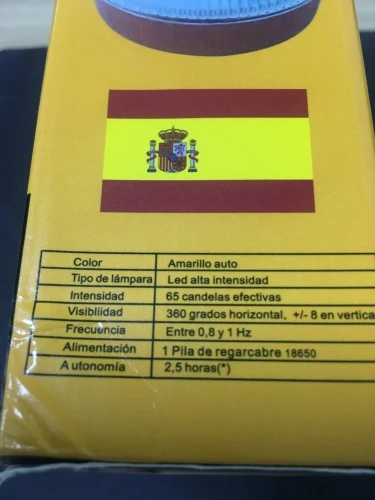 Color Amarillo auto
Tipo de lámpara Led alta intensidad
Intensidad 65 candelas efectivas
Visibliidad 360 grados horizontal, +/- 8 en vertica
Frecuencia Entre 0,8 y 1 Hz
Alimentación 1 Pila de regarcabre 18650
Autonomía 2,5 horas(*)